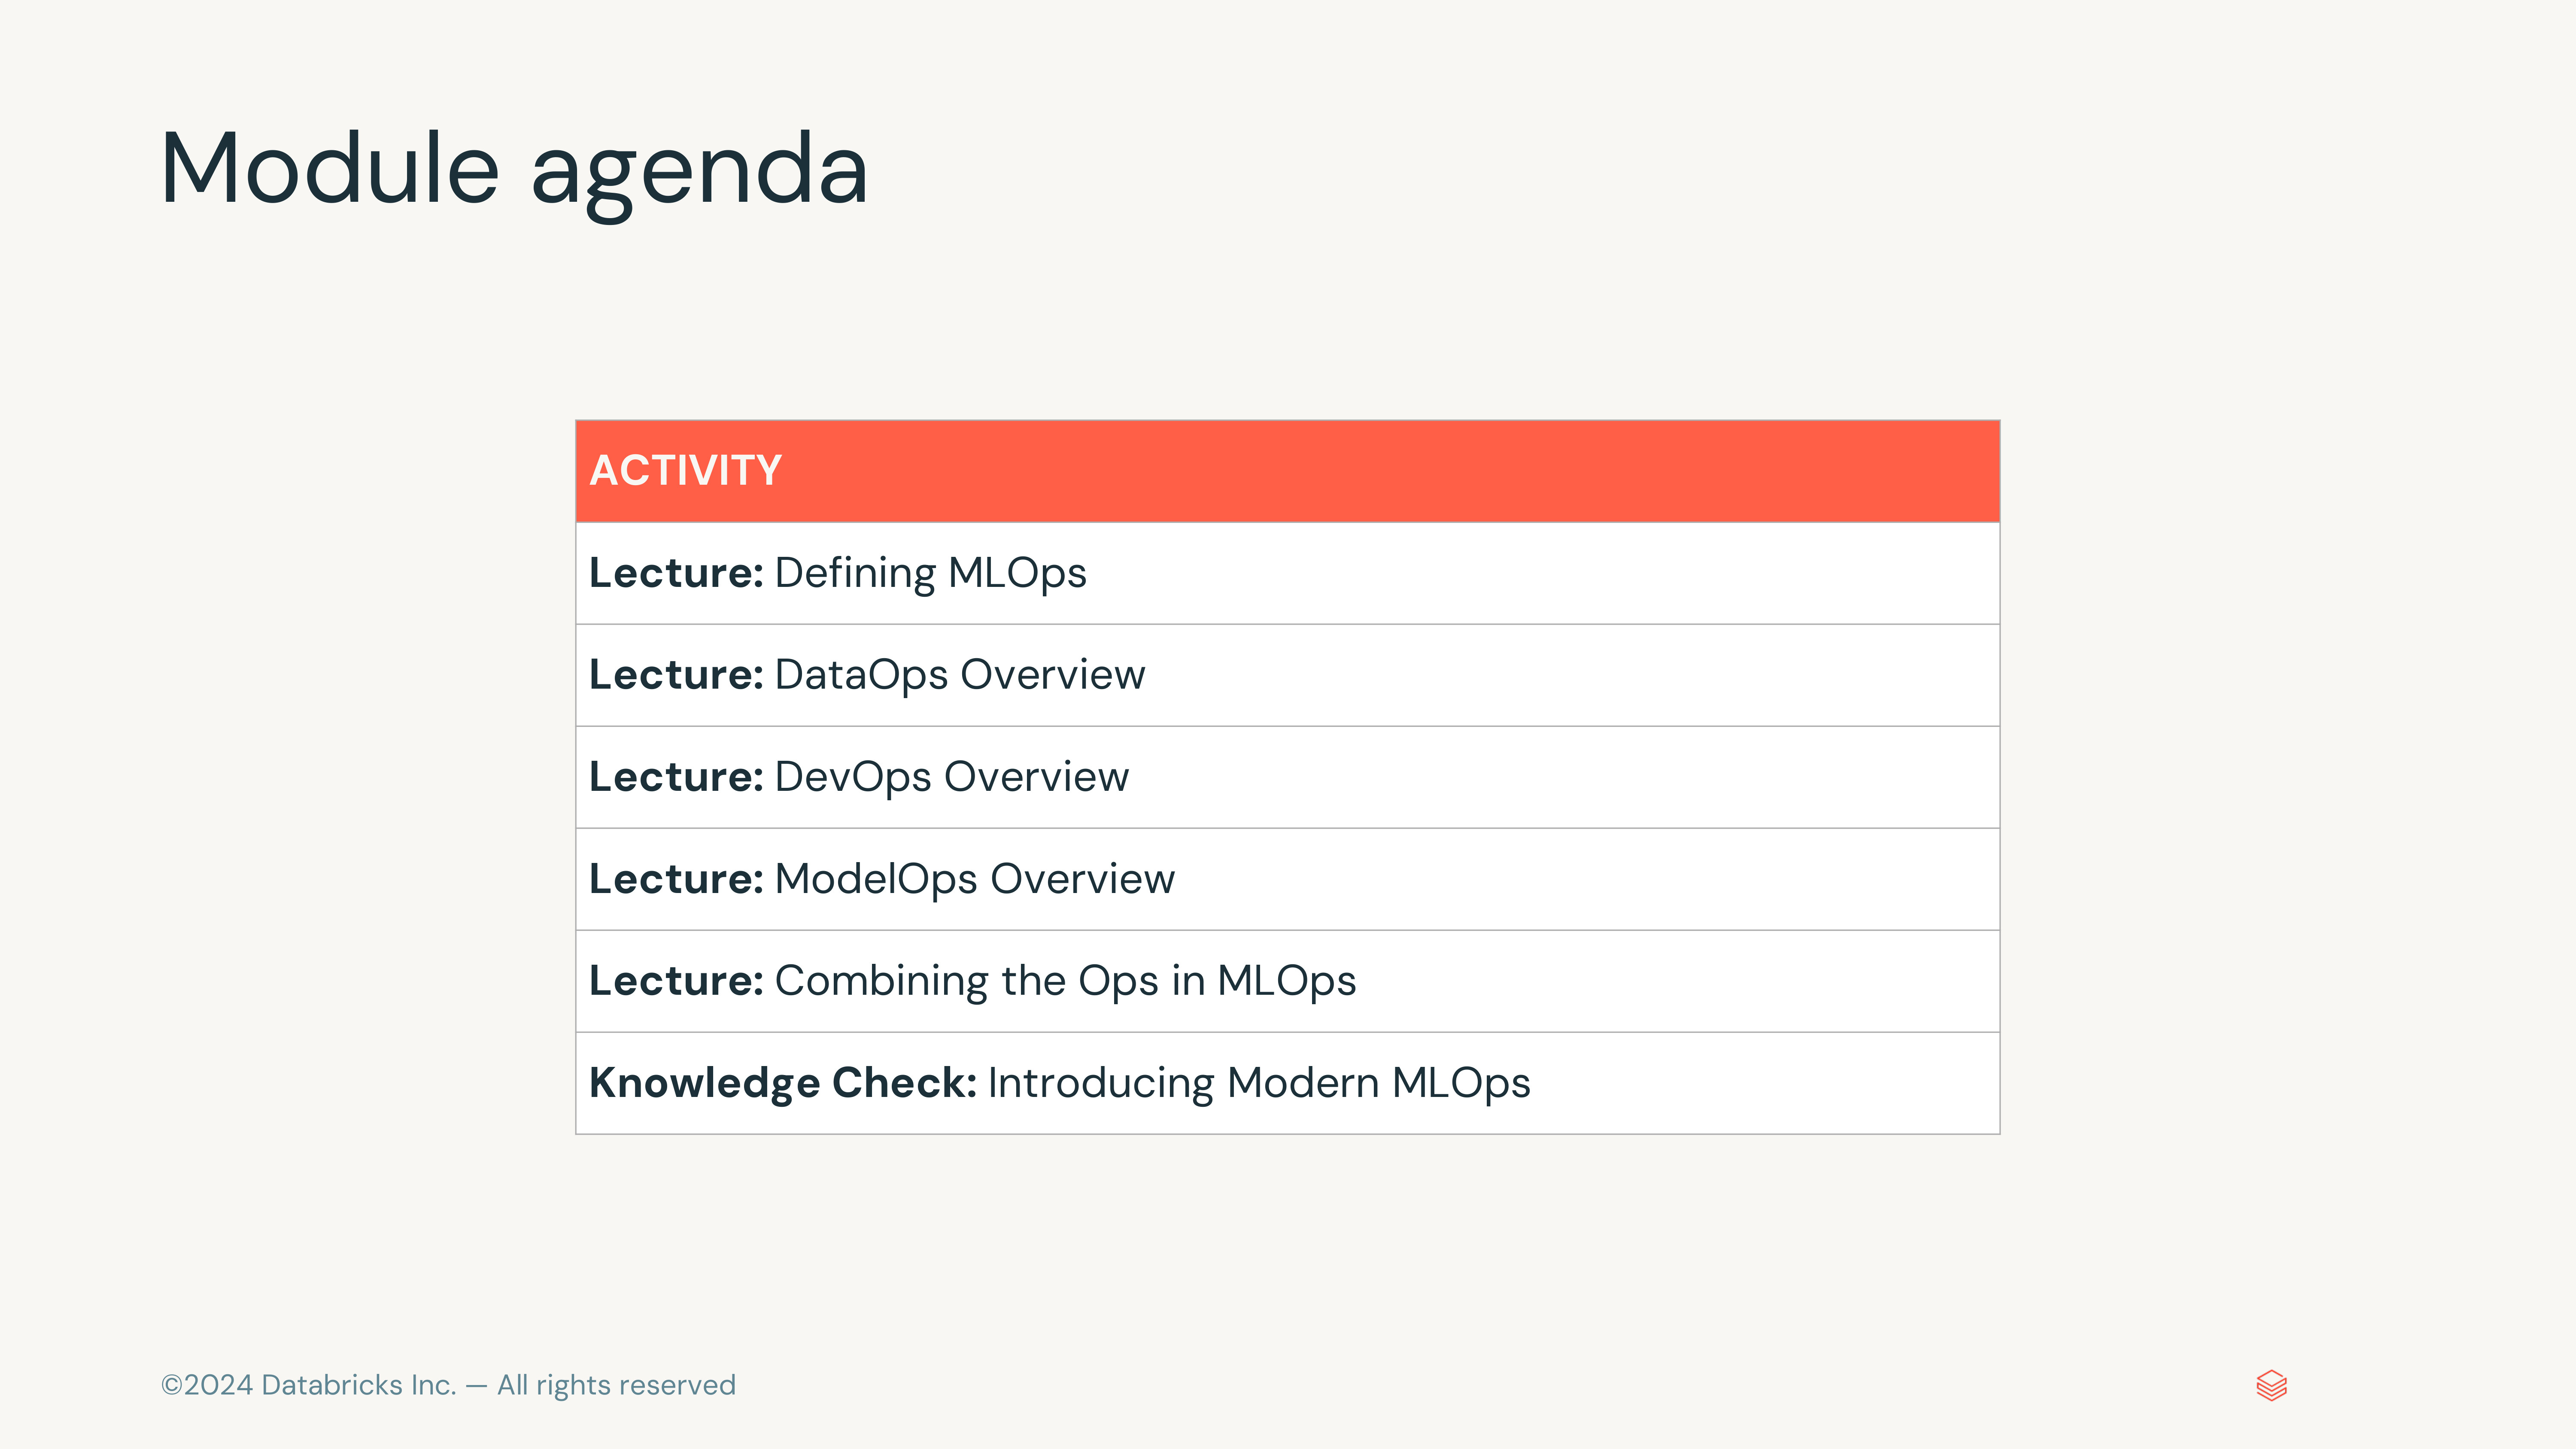 Module agenda
ACTIVITY
Lecture: Defining MLOps
Lecture: DataOps Overview
Lecture: DevOps Overview
Lecture: ModelOps Overview
Lecture: Combining the Ops in MLOps
Knowledge Check: Introducing Modern MLOps
©2024 Databricks Inc. — All rights reserved